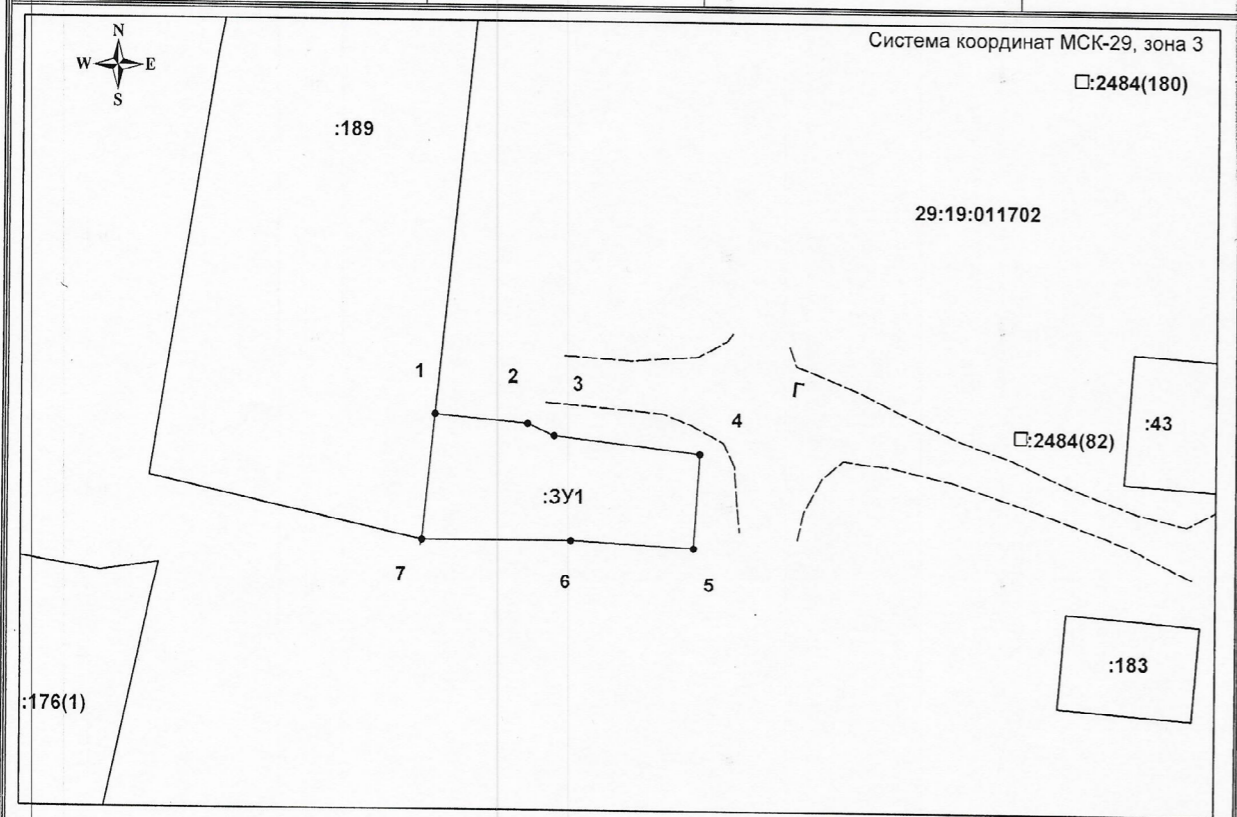 Система координат МСК-29, зона 3
N
W E
S
:2484(180)
:189
29:19:011702
1
2
3
Г
4
:43
:2484(82)
:ЗУ1
7
6
5
:183
:176(1)